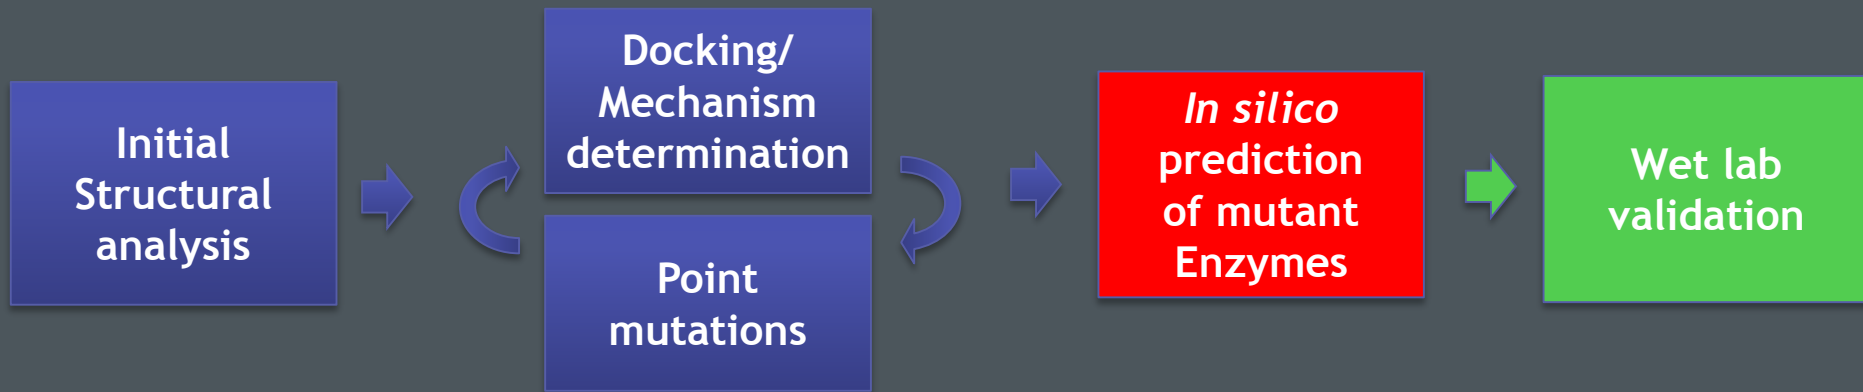 Initial
Structural
analysis
Docking/
Mechanism
determination
Point
mutations
In silico
prediction
of mutant
Enzymes
Wet lab
validation